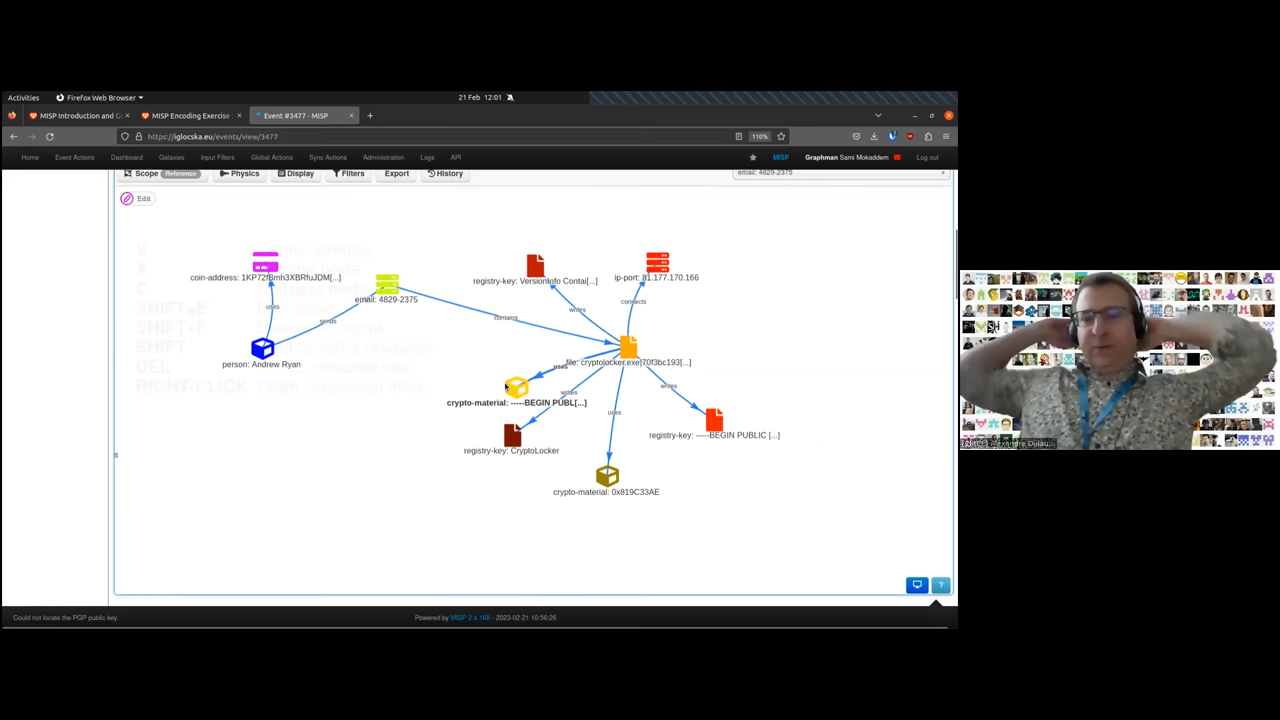 Activities
Firefox Web Browser
21 Feb 12:01
MISP Introduction and G
MISP Encoding Exercise
Event #3477 - MISP
https://iglocska.eu/events/view/3477
110%
Home
Event Actions
Dashboard
Galaxies
Input Filters
Global Actions
Sync Actions
Administration
Logs
API
MISP
Graphman Sami Mokaddem
Log out
Scope Reference
Physics
Display
Filters
Export
History
email: 4829-2375
Edit
V
X
C
SHIFT+E
SHIFT+F
SHIFT
DEL
RIGHT-CLICK
coin-address: 1KP72fBmh3XBRfuJDM[...]
registry-key: VersionInfo Contai[...]
ip-port: 81.177.170.166
email: 4829-2375
uses
contains
writes
connects
sends
person: Andrew Ryan
file: cryptolocker.exe|70f3bc193[...]
uses
writes
writes
crypto-material: -----BEGIN PUBL[...]
uses
registry-key: -----BEGIN PUBLIC [...]
registry-key: CryptoLocker
s
crypto-material: 0x819C33AE
?
Could not locate the PGP public key.
Powered by MISP 2.4.168 - 2023-02-21 10:56:26